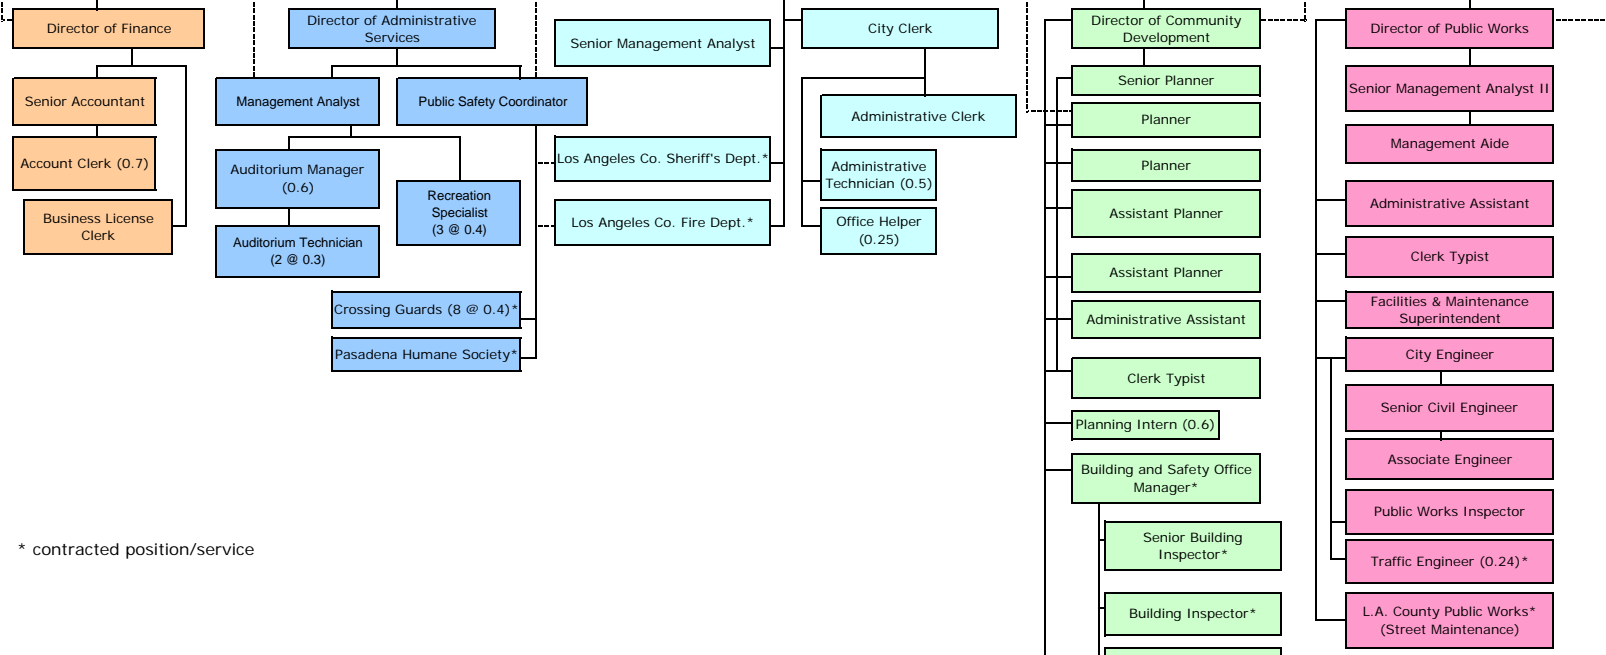 Director of Finance
Senior Accountant
Account Clerk (0.7)
Business License
Clerk
Director of Administrative
Services
Management Analyst
Public Safety Coordinator
Auditorium Manager
(0.6)
Recreation
Specialist
(3 @ 0.4)
Auditorium Technician
(2 @ 0.3)
Crossing Guards (8 @ 0.4)*
Pasadena Humane Society*
Senior Management Analyst
Los Angeles Co. Sheriff's Dept.*
Los Angeles Co. Fire Dept.*
City Clerk
Administrative Clerk
Administrative
Technician (0.5)
Office Helper
(0.25)
Director of Community
Development
Senior Planner
Planner
Planner
Assistant Planner
Assistant Planner
Administrative Assistant
Clerk Typist
Planning Intern (0.6)
Building and Safety Office
Manager*
Senior Building
Inspector*
Building Inspector*
Director of Public Works
Senior Management Analyst II
Management Aide
Administrative Assistant
Clerk Typist
Facilities & Maintenance
Superintendent
City Engineer
Senior Civil Engineer
Associate Engineer
Public Works Inspector
Traffic Engineer (0.24)*
L.A. County Public Works*
(Street Maintenance)
* contracted position/service